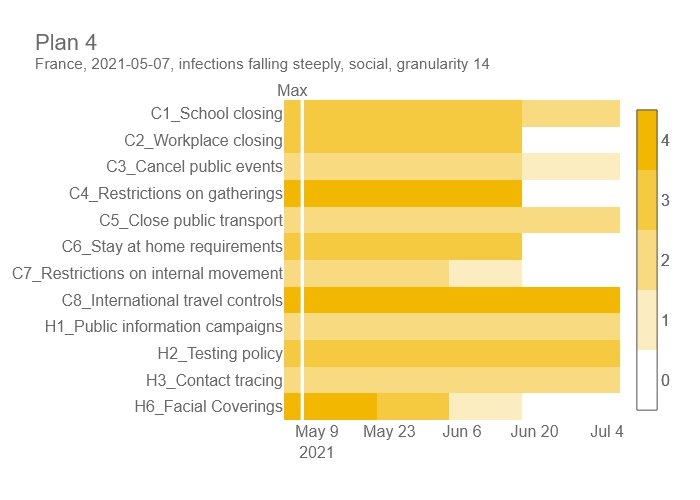 Plan 4
France, 2021-05-07, infections falling steeply, social, granularity 14
Max
C1_School closing
C2_Workplace closing
C3_Cancel public events
C4_Restrictions on gatherings
C5_Close public transport
C6_Stay at home requirements
C7_Restrictions on internal movement
C8_International travel controls
H1_Public information campaigns
H2_Testing policy
H3_Contact tracing
H6_Facial Coverings
May 9 May 23 Jun 6 Jun 20 Jul 4
2021
4
3
2
1
0